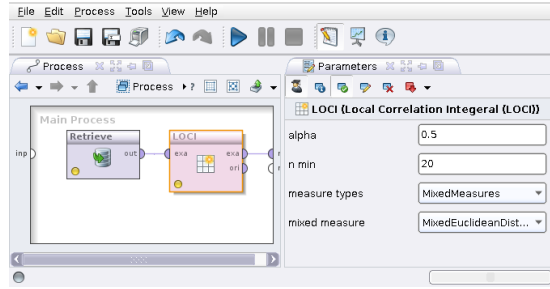 File Edit Process Tools View Help
Process
Parameters
Process
?
Main Process
Retrieve
LOCI
LOCI (Local Correlation Integeral (LOCI))
inp
out
exa
exa
ori
alpha
0.5
n min
20
measure types
MixedMeasures
mixed measure
MixedEuclideanDist...